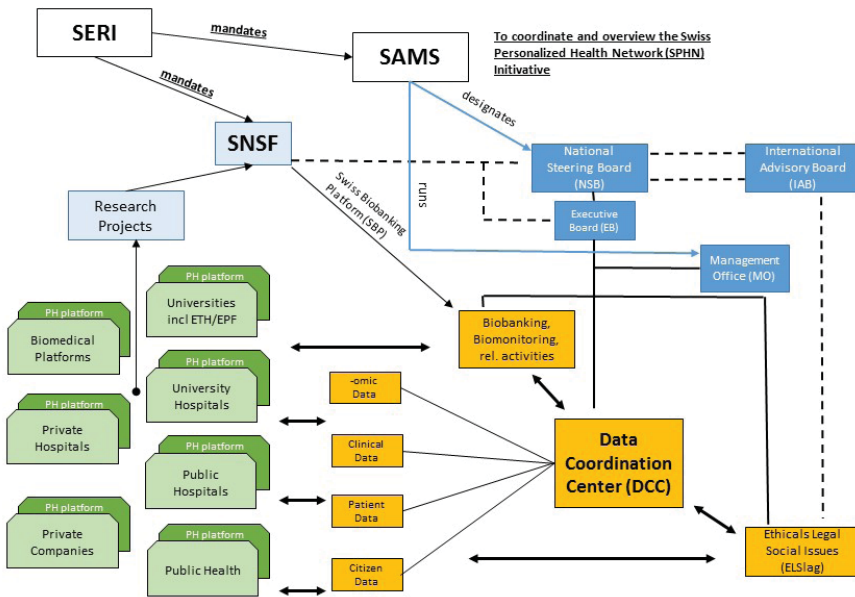 SERI
mandates
SAMS
To coordinate and overview the Swiss
Personalized Health Network (SPHN)
Initivative
mandates
designates
SNSF
National
Steering Board
(NSB)
International
Advisory Board
(IAB)
Swiss Biobanking
Platform (SBP)
runs
Research
Projects
Executive
Board (EB)
Management
Office (MO)
PH platform
Universities
incl ETH/EPF
PH platform
Biomedical
Platforms
Biobanking,
Biomonitoring,
rel. activities
PH platform
University
Hospitals
-omic
Data
PH platform
Private
Hospitals
Clinical
Data
Data
Coordination
Center (DCC)
PH platform
Public
Hospitals
Patient
Data
PH platform
Private
Companies
Ethicals Legal
Social Issues
(ELSIag)
PH platform
Public Health
Citizen
Data